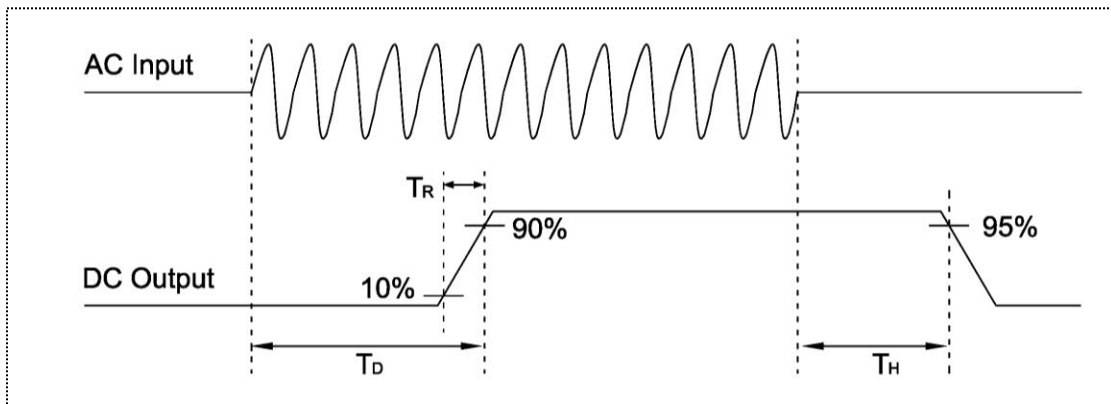 AC Input
TR
90%
95%
DC Output
10%
TD
TH